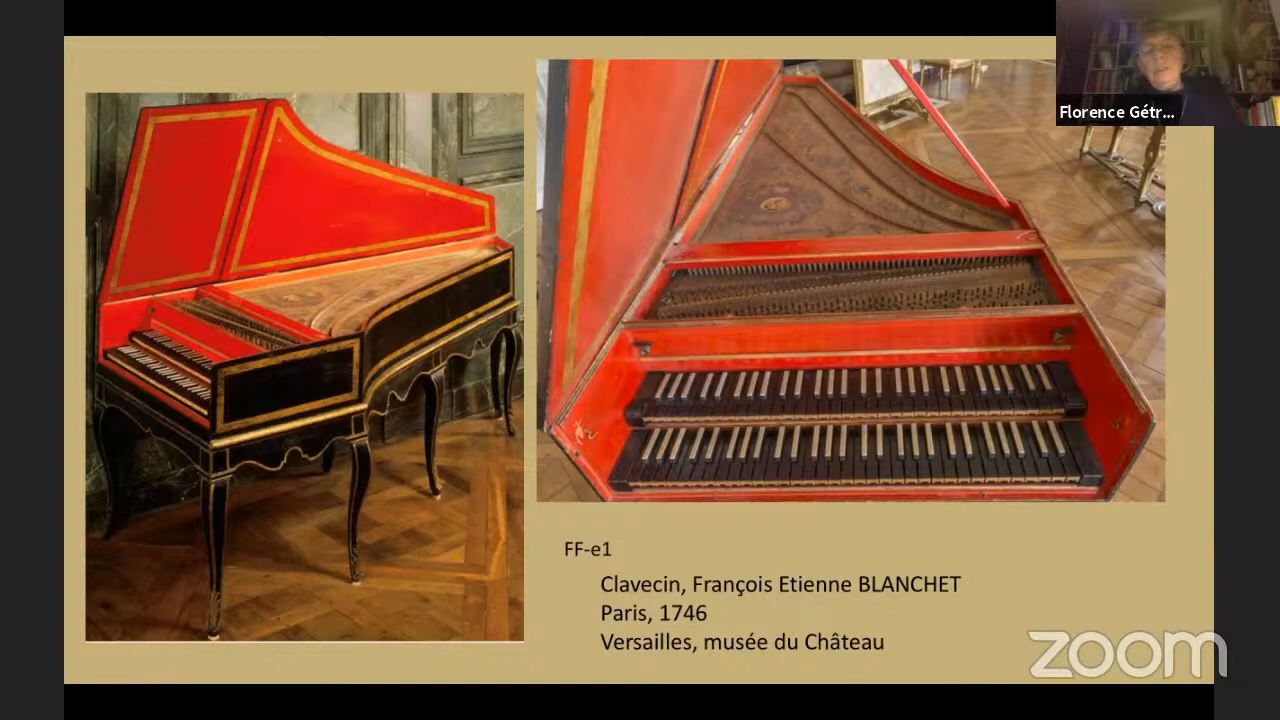 Florence Gétr...
FF-e1
Clavecin, François Etienne BLANCHET
Paris, 1746
Versailles, musée du Château
zoom